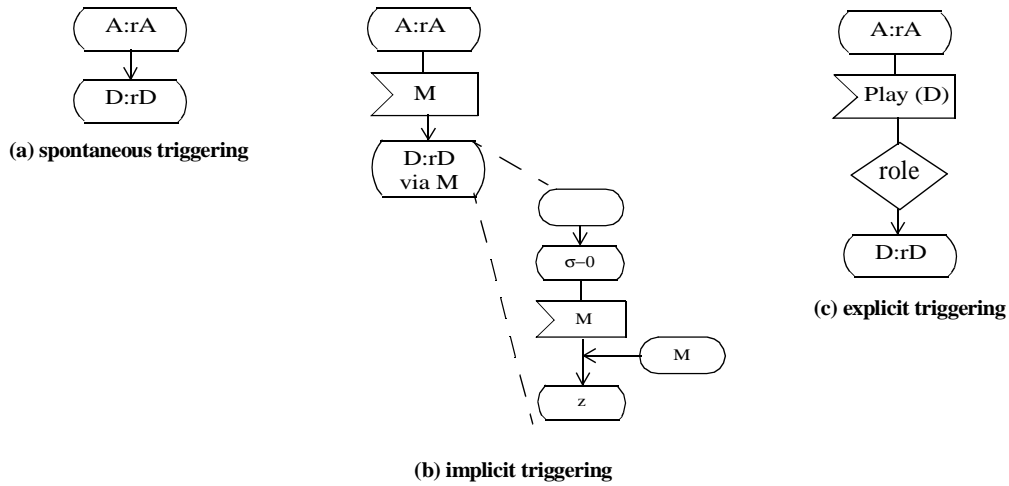 A:rA
D:rD
(a) spontaneous triggering
A:rA
M
D:rD
via M
σ–0
M
M
z
(b) implicit triggering
A:rA
Play (D)
role
D:rD
(c) explicit triggering